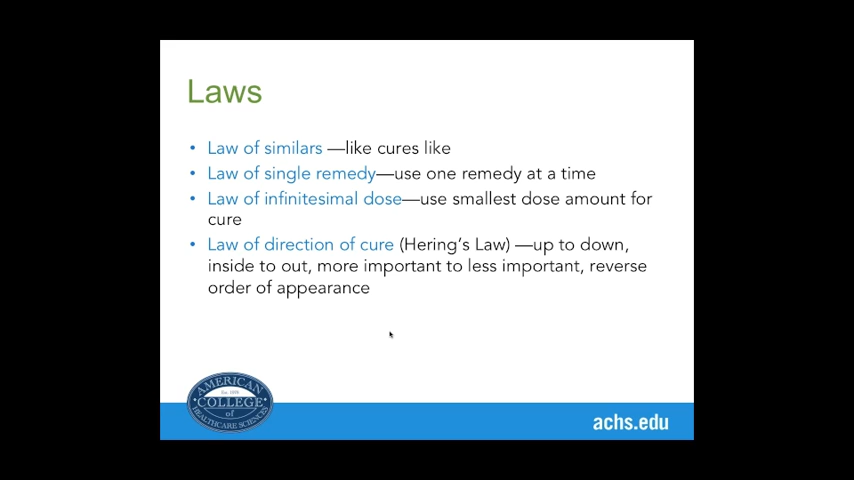 Laws
• Law of similars —like cures like
• Law of single remedy—use one remedy at a time
• Law of infinitesimal dose—use smallest dose amount for
cure
• Law of direction of cure (Hering's Law) —up to down,
inside to out, more important to less important, reverse
order of appearance
AMERICAN
COLLEGE
of
HEALTHCARE SCIENCES
achs.edu